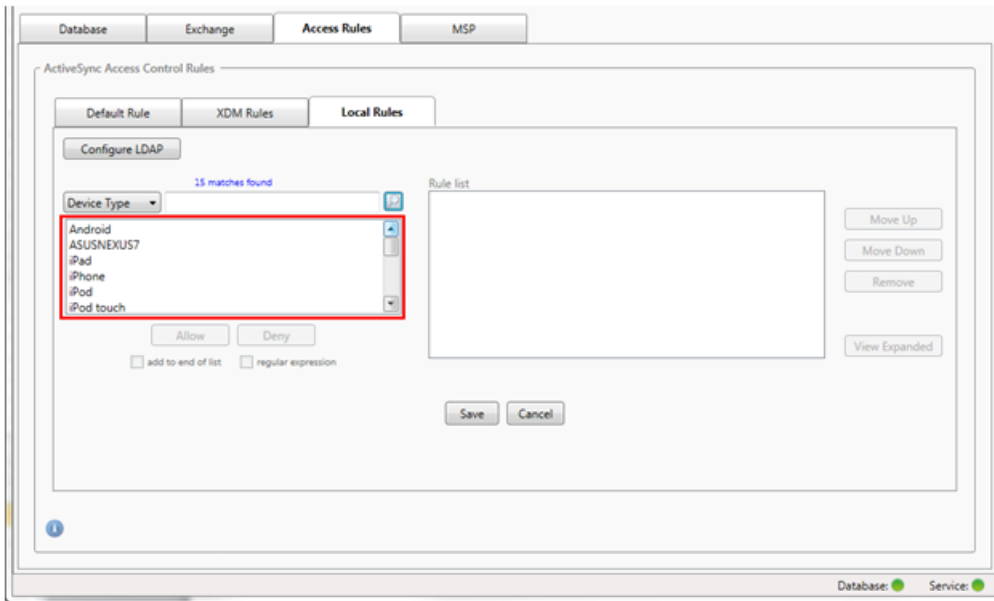 Database Exchange Access Rules MSP
ActiveSync Access Control Rules
Default Rule XDM Rules Local Rules
Configure LDAP
15 matches found
Rule list
Device Type
Android
ASUSNEXUS7
iPad
iPhone
iPod
iPod touch
Allow Deny
add to end of list regular expression
Move Up
Move Down
Remove
View Expanded
Save Cancel
Database: Service: